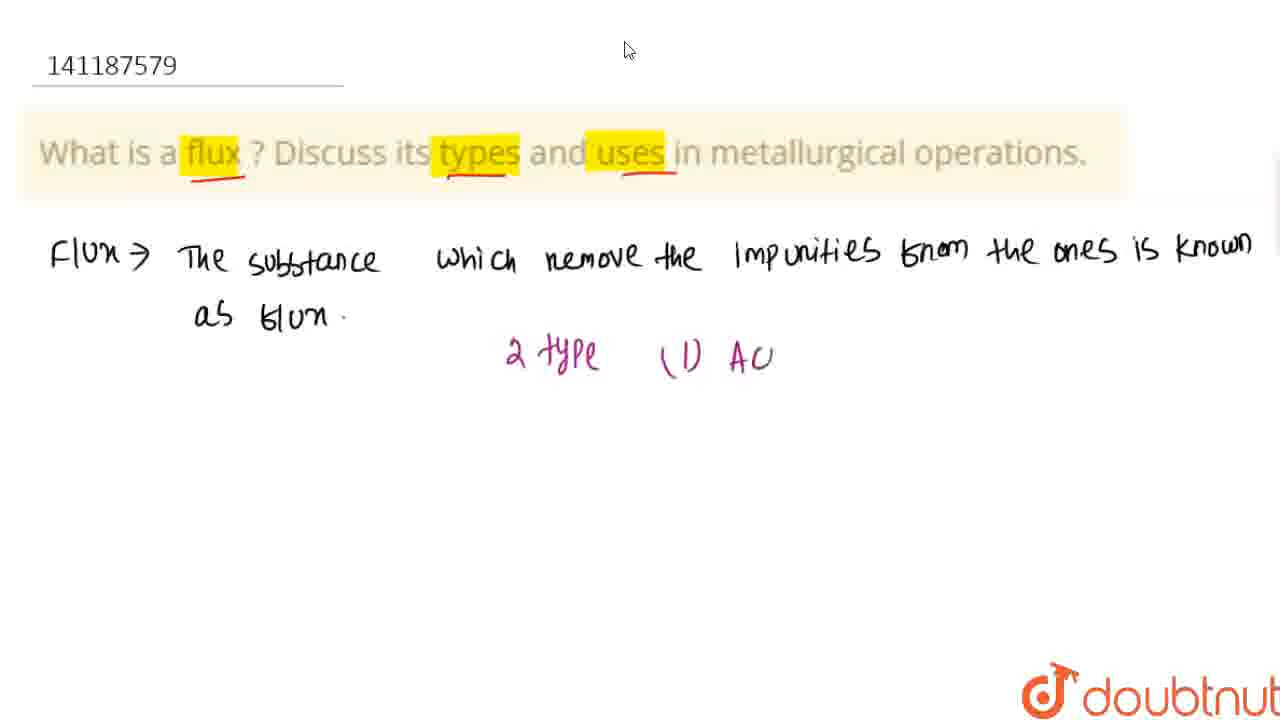 141187579
What is a flux ? Discuss its types and uses in metallurgical operations.
Flux → The substance which remove the Impurities from the ores is known
as flux.
2 type (1) AC
doubtnut